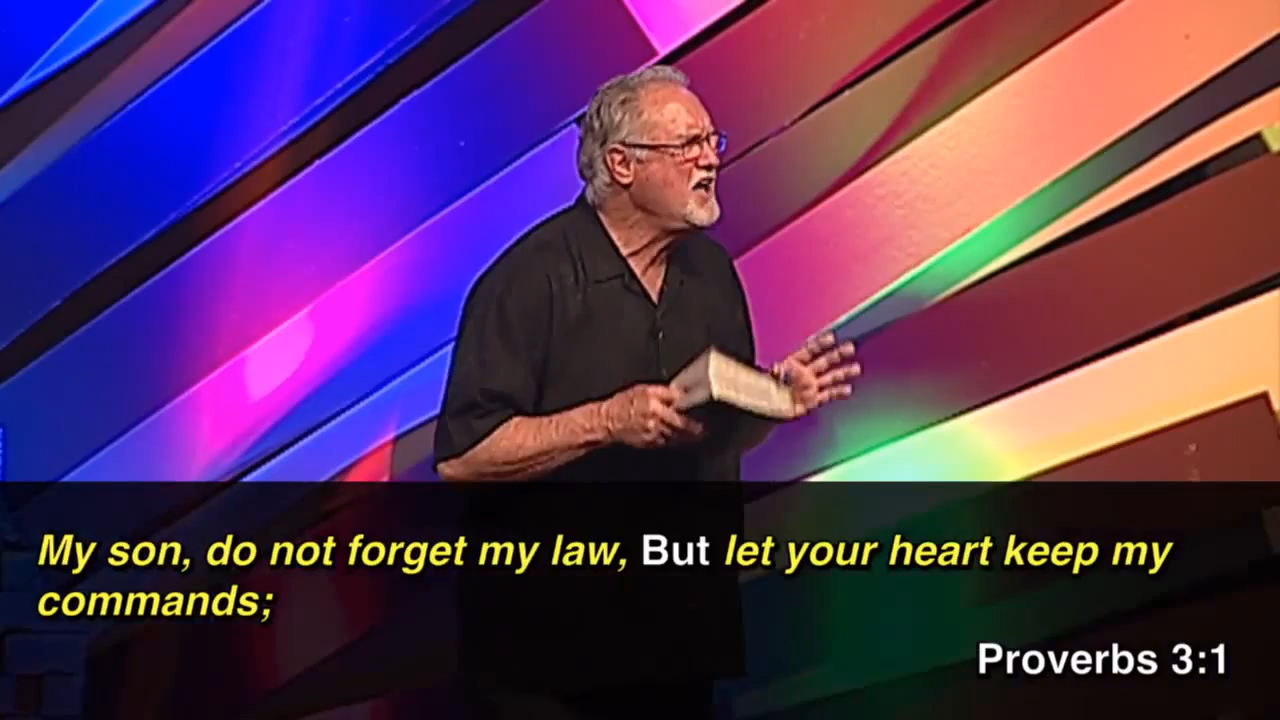 My son, do not forget my law, But let your heart keep my
commands;
Proverbs 3:1